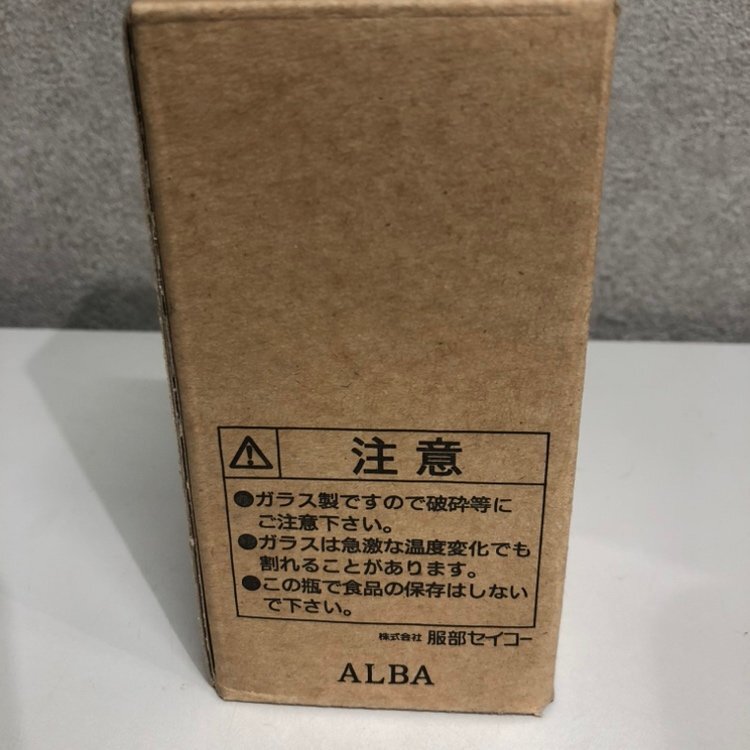 注意
●ガラス製ですので破砕等に
ご注意下さい。
●ガラスは急激な温度変化でも
割れることがあります。
●この瓶で食品の保存はしない
で下さい。
株式会社 服部セイコー
ALBA